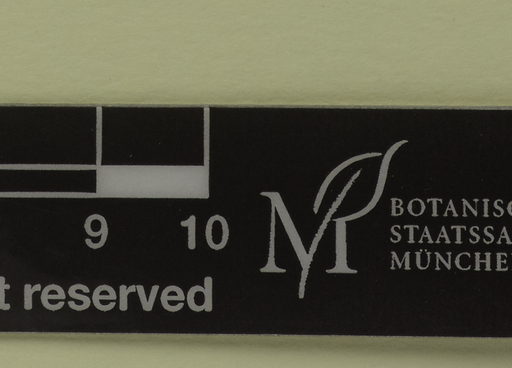 9 10
t reserved
M
BOTANISC
STAATSSA
MÜNCHE